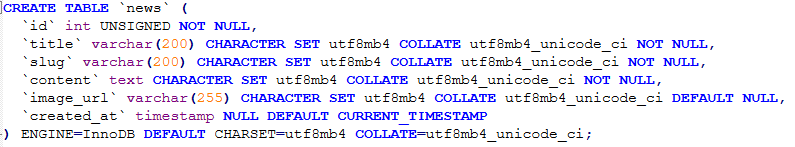 CREATE TABLE `news` (
  `id` int UNSIGNED NOT NULL,
  `title` varchar(200) CHARACTER SET utf8mb4 COLLATE utf8mb4_unicode_ci NOT NULL,
  `slug` varchar(200) CHARACTER SET utf8mb4 COLLATE utf8mb4_unicode_ci NOT NULL,
  `content` text CHARACTER SET utf8mb4 COLLATE utf8mb4_unicode_ci NOT NULL,
  `image_url` varchar(255) CHARACTER SET utf8mb4 COLLATE utf8mb4_unicode_ci DEFAULT NULL,
  `created_at` timestamp NULL DEFAULT CURRENT_TIMESTAMP
) ENGINE=InnoDB DEFAULT CHARSET=utf8mb4 COLLATE=utf8mb4_unicode_ci;